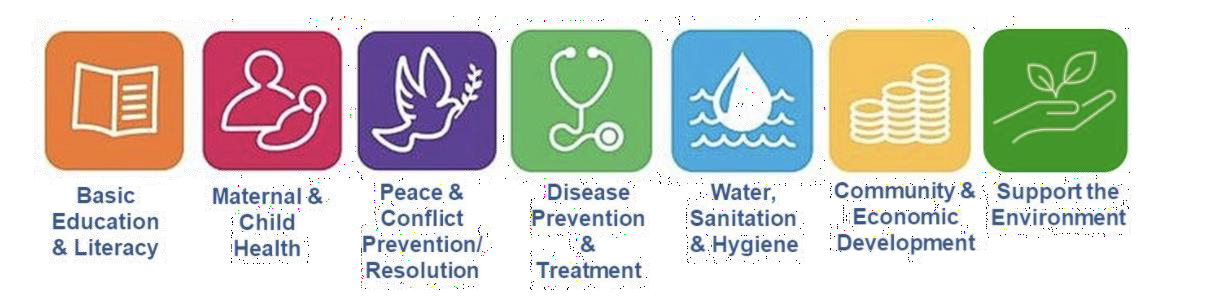 Basic
Education
& Literacy
Maternal &
Child
Health
Peace &
Conflict
Prevention/
Resolution
Disease
Prevention
&
Treatment
Water,
Sanitation
& Hygiene
Community &
Economic
Development
Support the
Environment